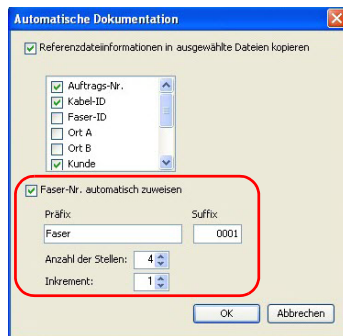 Automatische Dokumentation
Referenzdateiinformationen in ausgewählte Dateien kopieren
Auftrags-Nr.
Kabel-ID
Faser-ID
Ort A
Ort B
Kunde
Faser-Nr. automatisch zuweisen
Präfix Suffix
Faser 0001
Anzahl der Stellen: 4
Inkrement: 1
OK Abbrechen